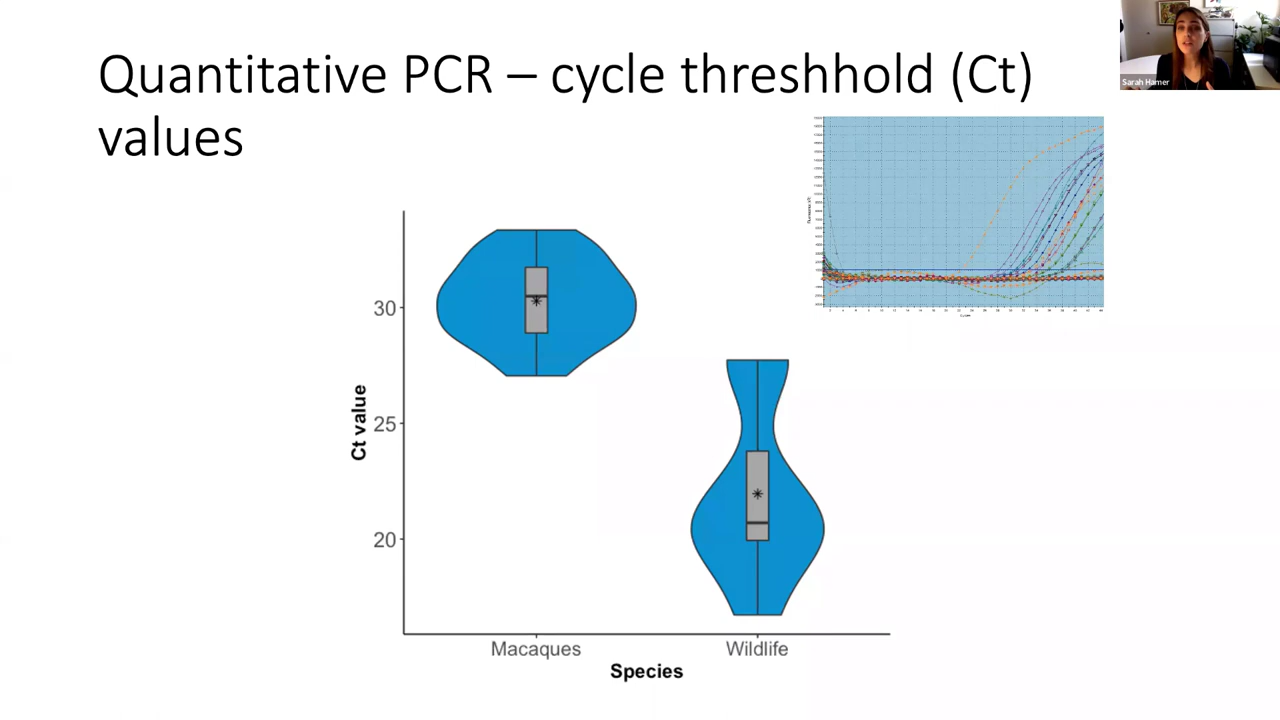 Quantitative PCR – cycle threshhold (Ct)
values
Sarah Hamer
30
25
20
Ct value
Macaques
Wildlife
Species